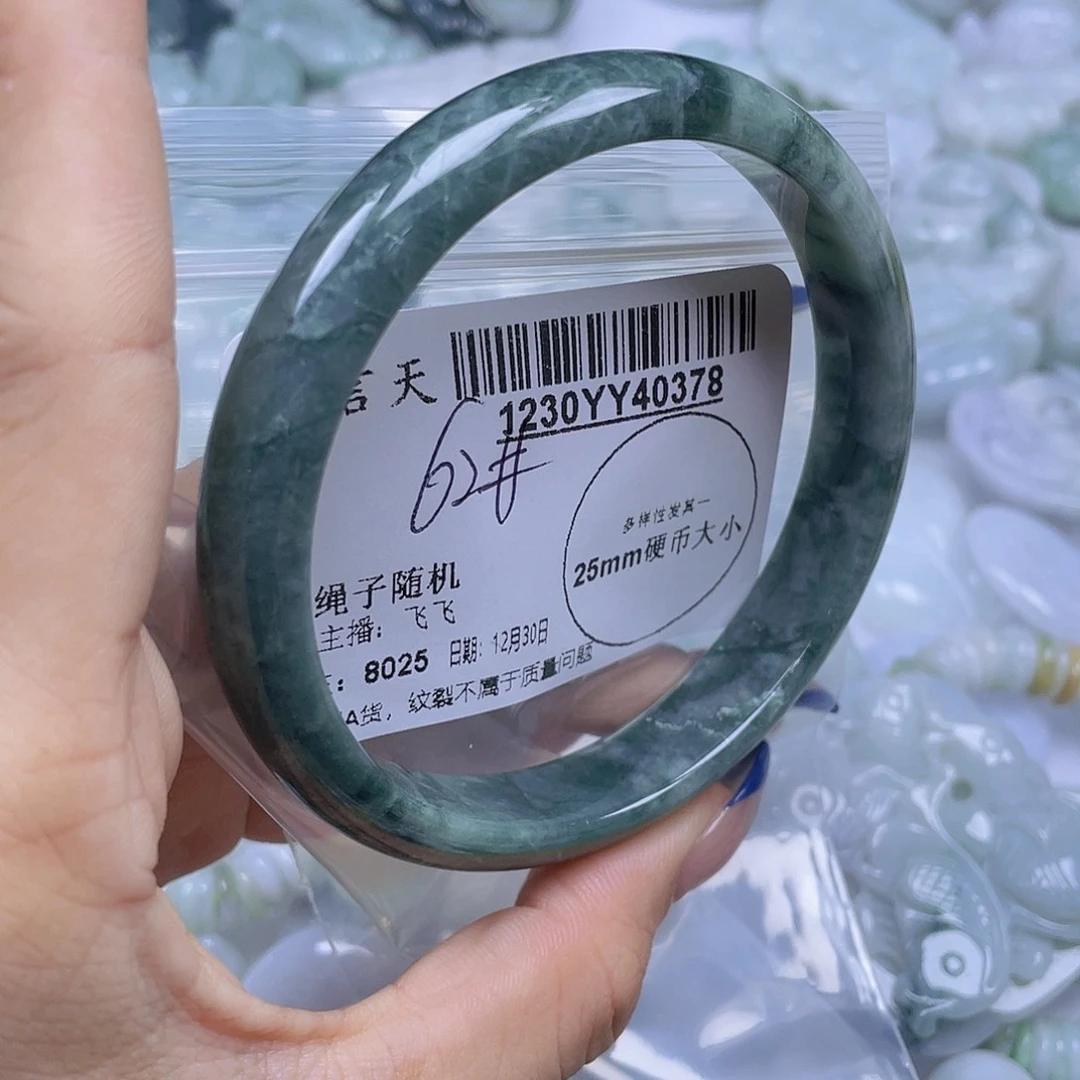 言天
1230YY40378
62#
多样性发其一
25mm硬币大小
绳子随机
主播: 飞飞
: 8025 日期: 12月30日
A货, 纹裂不属于质量问题